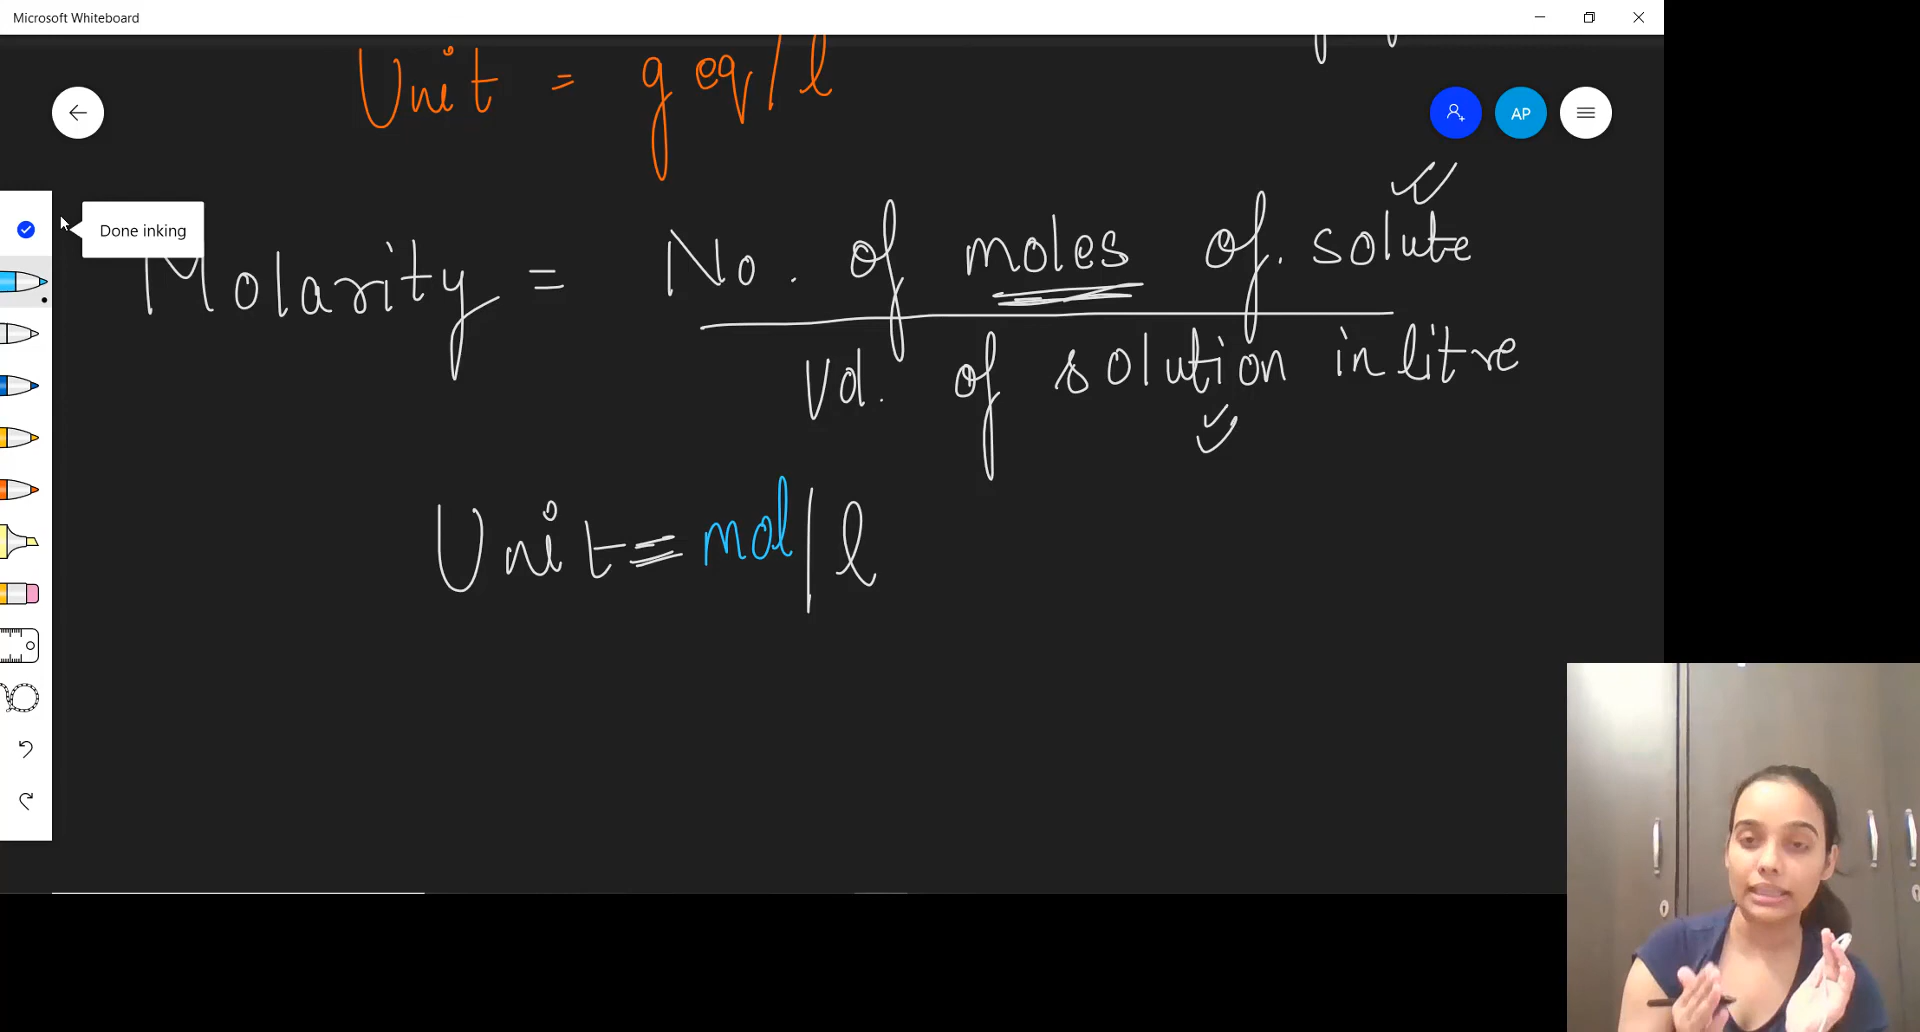 Microsoft Whiteboard
Unit = g eq/l
AP
Done inking
Molarity = No. of moles of. solute
Vol. of solution in litre
Unit = mol/l